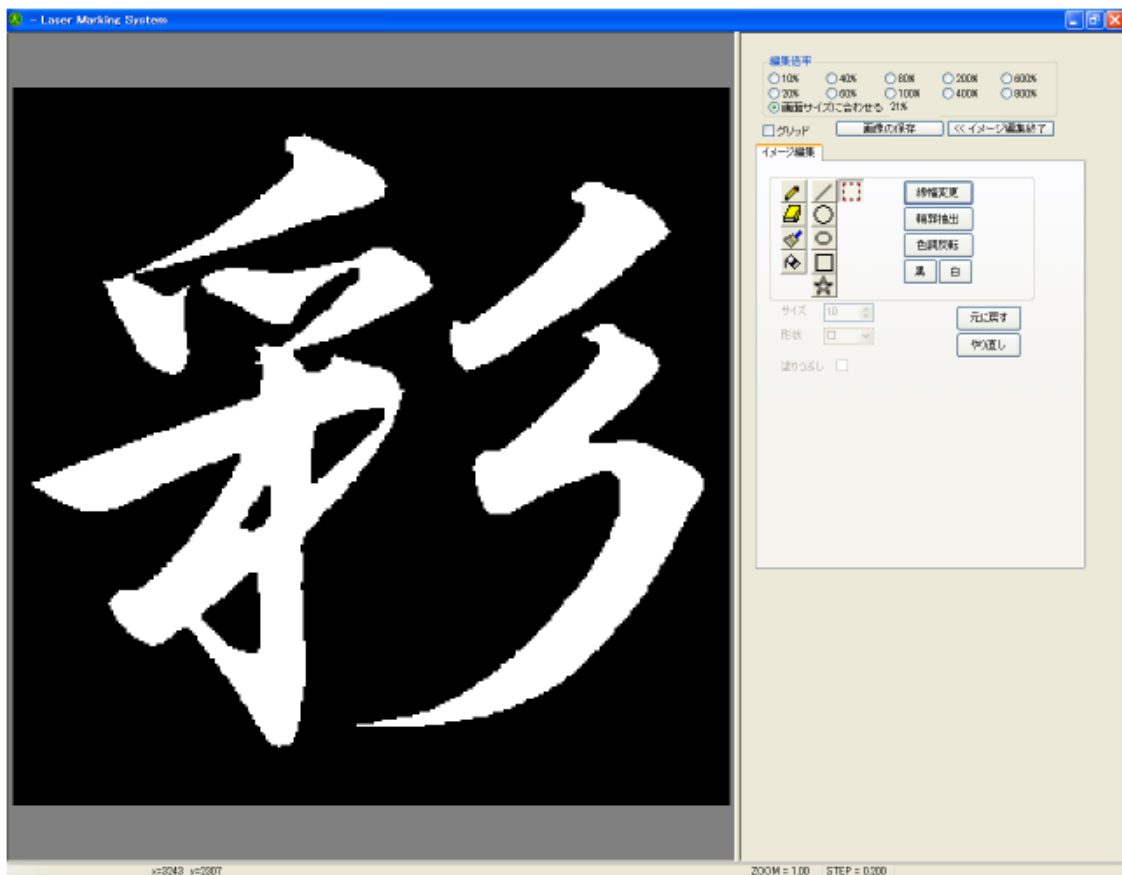 - Laser Marking System
彩
編集倍率
10% 40% 80% 200% 600%
20% 60% 100% 400% 800%
画面サイズに合わせる 21%
グリッド 画像の保存 << イメージ編集終了
イメージ編集
線幅変更
輪郭抽出
色調反転
黒 白
サイズ 10
形状 ロ
ぽりつぶし
元に戻す
やり直し
x=3243 y=2307
ZOOM = 1.00 STEP = 0.200